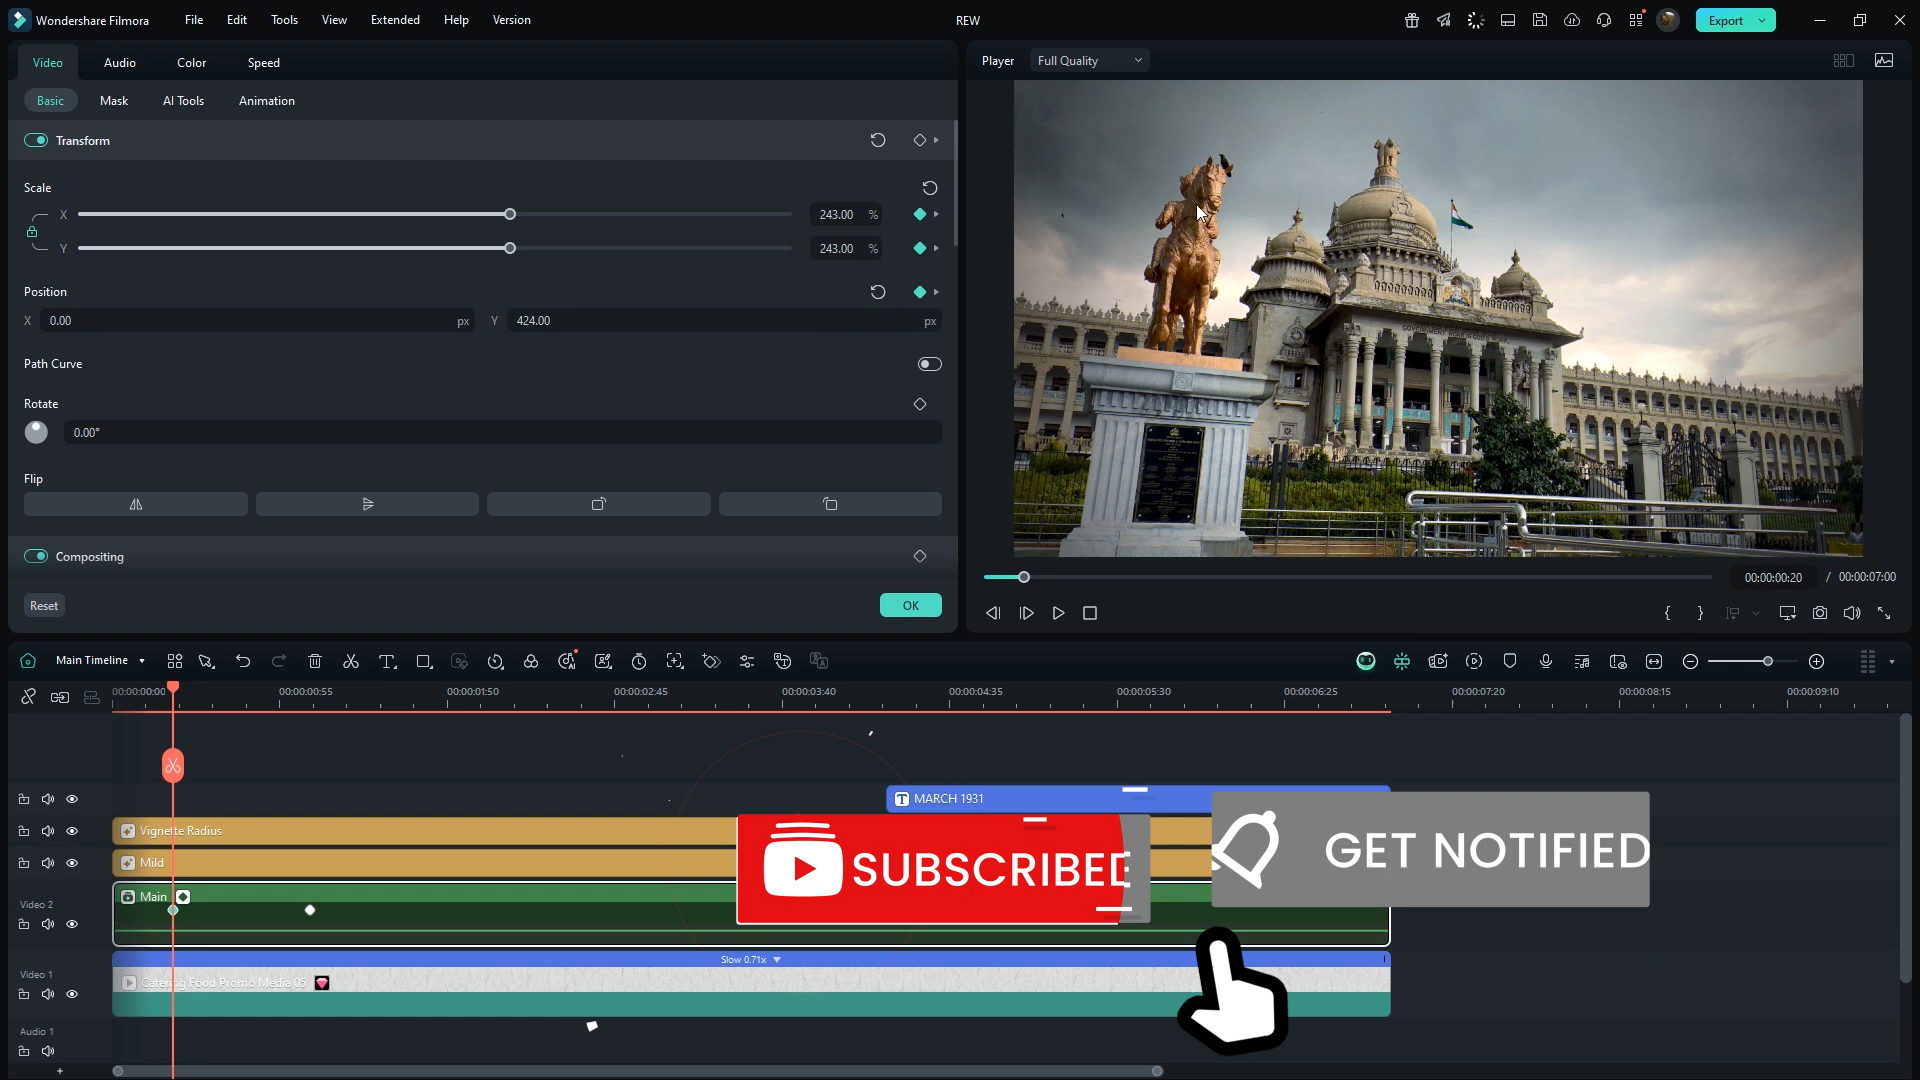 Wondershare Filmora
File
Edit
Tools
View
Extended
Help
Version
REW
Export
Video
Audio
Color
Speed
Player
Full Quality
Basic
Mask
AI Tools
Animation
Transform
Scale
X
243.00 %
Y
243.00 %
Position
X 0.00 px Y 424.00 px
Path Curve
Rotate
0.00°
Flip
Compositing
Reset
OK
00:00:00:20 / 00:00:07:00
{ }
Main Timeline
00:00:00:00 00:00:00:55 00:00:01:50 00:00:02:45 00:00:03:40 00:00:04:35 00:00:05:30 00:00:06:25 00:00:07:20 00:00:08:15 00:00:09:10
T MARCH 1931
Vignette Radius
Mild
SUBSCRIBED
GET NOTIFIED
Main
Video 2
Slow 0.71x
Video 1
Catering Food Promo Media 05
Audio 1